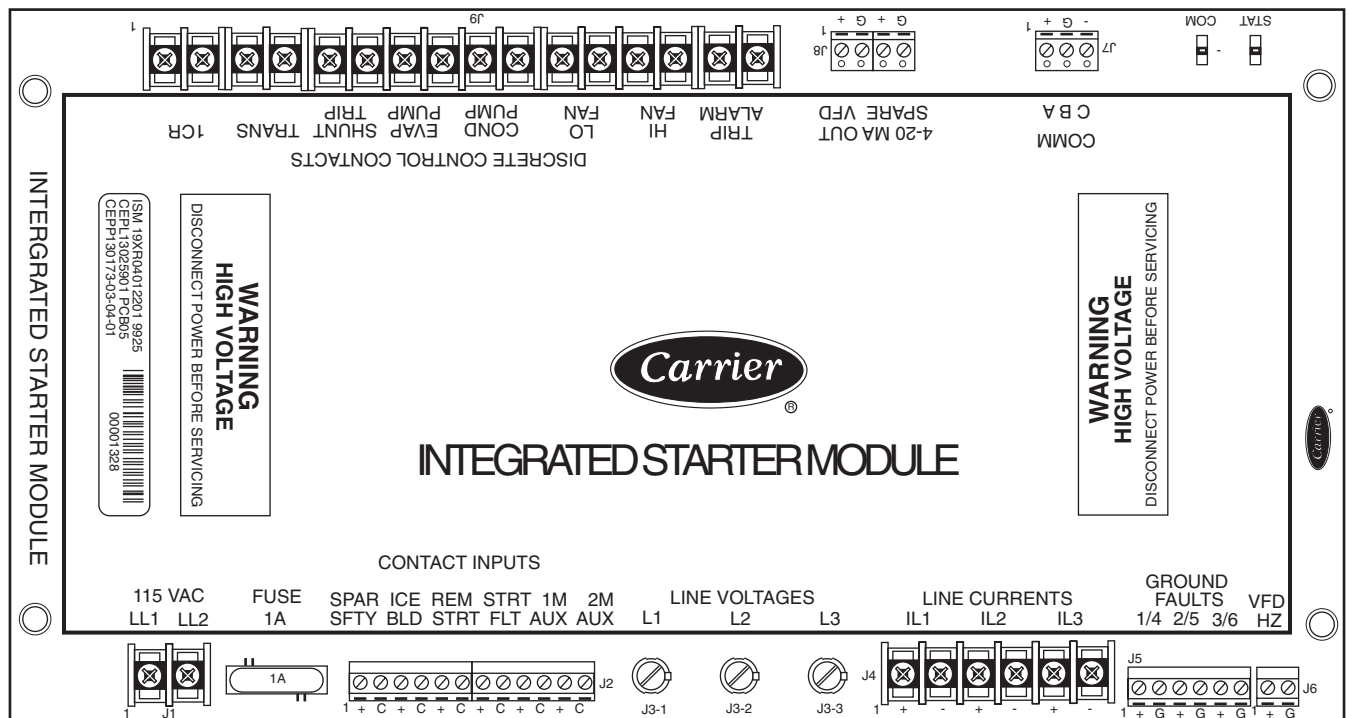 J9
1
+ G + G
1
J8
1 + G -
J7
COM
-
STAT
1CR
TRANS
SHUNT
TRIP
EVAP
PUMP
COND
PUMP
LO
FAN
HI
FAN
TRIP
ALARM
SPARE VFD
4-20 MA OUT
C B A
COMM
DISCRETE CONTROL CONTACTS
INTERGRATED STARTER MODULE
ISM 19XR04012201 9925
CEPL13025901 PCB05
CEPP130173-03-04-01
00001328
WARNING
HIGH VOLTAGE
DISCONNECT POWER BEFORE SERVICING
Carrier
®
INTEGRATED STARTER MODULE
WARNING
HIGH VOLTAGE
DISCONNECT POWER BEFORE SERVICING
Carrier
CONTACT INPUTS
115 VAC
LL1 LL2
FUSE
1A
SPAR ICE REM STRT 1M 2M
SFTY BLD STRT FLT AUX AUX
LINE VOLTAGES
L1 L2 L3
LINE CURRENTS
IL1 IL2 IL3
GROUND
FAULTS
1/4 2/5 3/6
VFD
HZ
1 J1
1A
J2
1 + C + C + C + C + C + C
J3-1 J3-2 J3-3
J4
1 + - + - + -
J5
1 + G + G + G
J6
1 + G